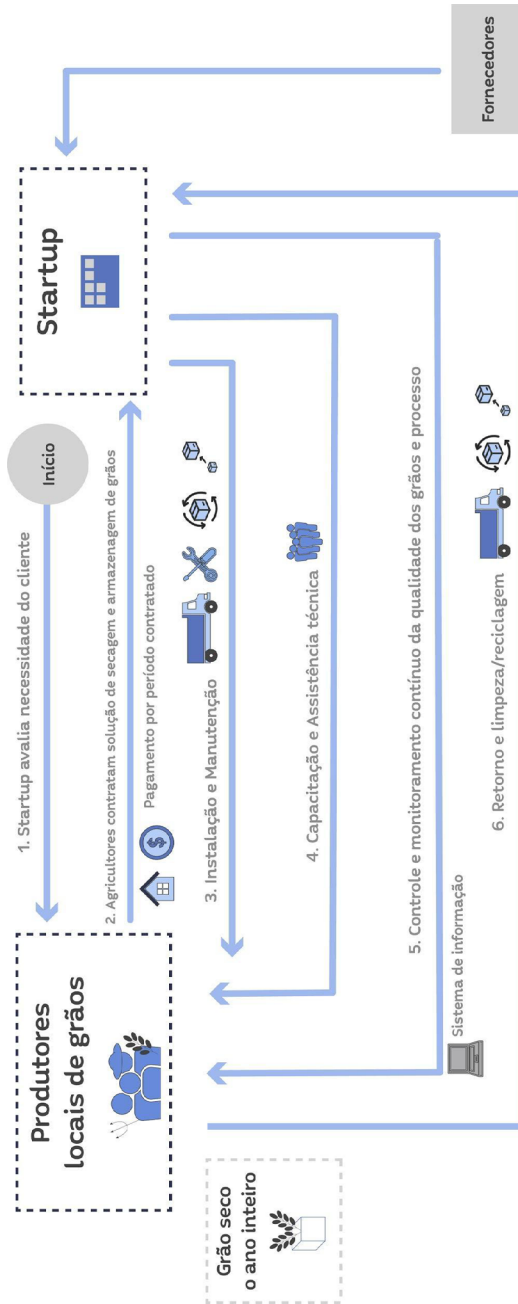 Produtores
locais de grãos
Início
Startup
1. Startup avalia necessidade do cliente
2. Agricultores contratam solução de secagem e armazenagem de grãos
Pagamento por período contratado
3. Instalação e Manutenção
4. Capacitação e Assistência técnica
5. Controle e monitoramento contínuo da qualidade dos grãos e processo
Sistema de informação
6. Retorno e limpeza/reciclagem
Grão seco
o ano inteiro
Fornecedores